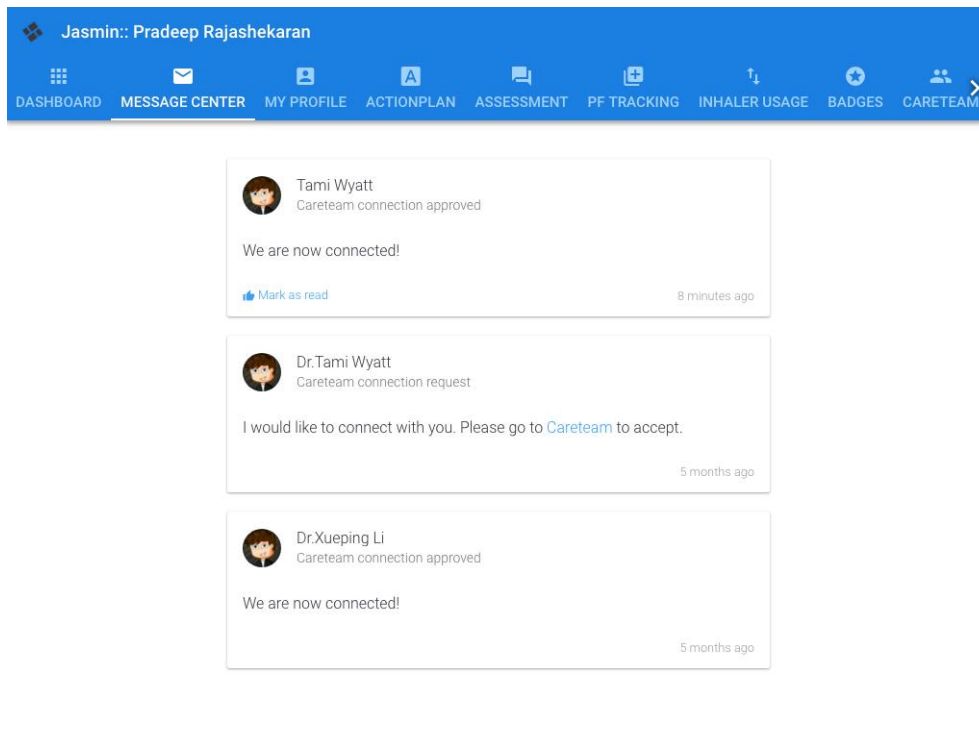 Jasmin:: Pradeep Rajashekaran
DASHBOARD MESSAGE CENTER MY PROFILE ACTIONPLAN ASSESSMENT PF TRACKING INHALER USAGE BADGES CARETEAM
Tami Wyatt
Careteam connection approved
We are now connected!
Mark as read 8 minutes ago
Dr.Tami Wyatt
Careteam connection request
I would like to connect with you. Please go to Careteam to accept.
5 months ago
Dr.Xueping Li
Careteam connection approved
We are now connected!
5 months ago